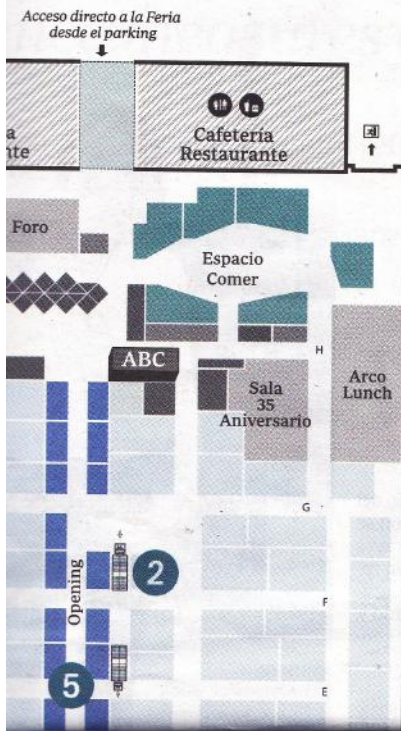 Acceso directo a la Feria
desde el parking
Cafetería
Restaurante
a
nte
Foro
Espacio
Comer
H
ABC
Sala
35
Aniversario
Arco
Lunch
G
2
Opening
F
5
E